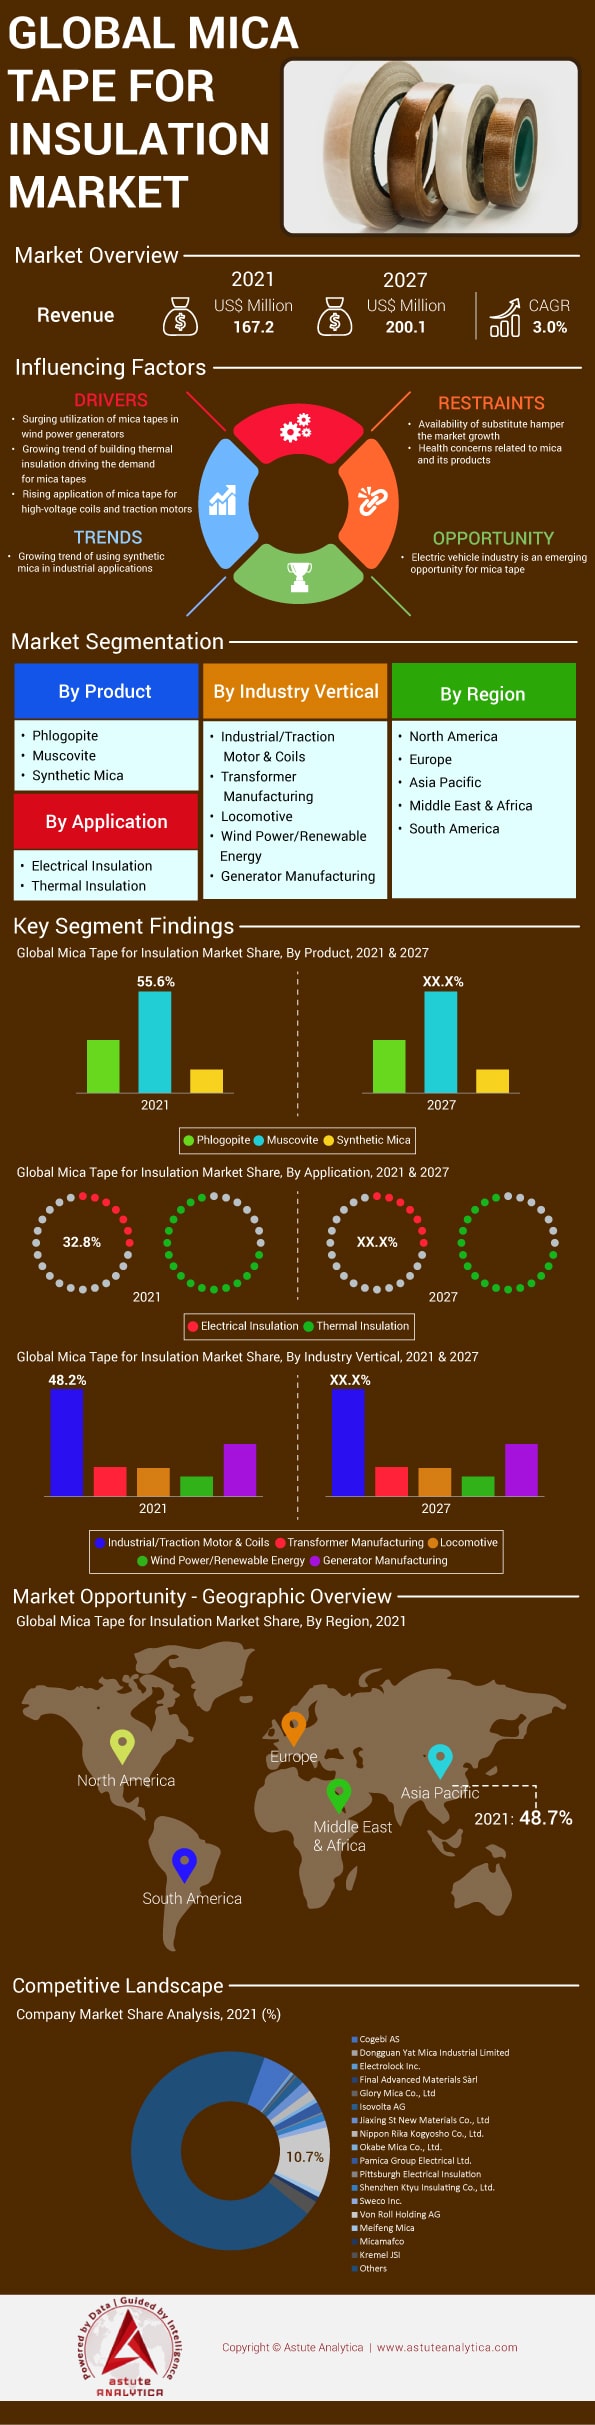 GLOBAL MICA
TAPE FOR
INSULATION
MARKET
Market Overview
2021
2027
Revenue
US$ Million
167.2
US$ Million
200.1
CAGR
3.0%
Influencing Factors
DRIVERS
• Surging utilization of mica tapes in
wind power generators
• Growing trend of building thermal
insulation driving the demand
for mica tapes
• Rising application of mica tape for
high-voltage coils and traction motors
RESTRAINTS
• Availability of substitute hamper
the market growth
• Health concerns related to mica
and its products
TRENDS
• Growing trend of using synthetic
mica in industrial applications
OPPORTUNITY
• Electric vehicle industry is an emerging
opportunity for mica tape
Market Segmentation
By Product
• Phlogopite
• Muscovite
• Synthetic Mica
By Application
• Electrical Insulation
• Thermal Insulation
By Industry Vertical
• Industrial/Traction
Motor & Coils
• Transformer
Manufacturing
• Locomotive
• Wind Power/Renewable
Energy
• Generator Manufacturing
By Region
• North America
• Europe
• Asia Pacific
• Middle East & Africa
• South America
Key Segment Findings
Global Mica Tape for Insulation Market Share, By Product, 2021 & 2027
55.6%
XX.X%
2021
2027
Phlogopite Muscovite Synthetic Mica
Global Mica Tape for Insulation Market Share, By Application, 2021 & 2027
32.8%
XX.X%
2021
2027
Electrical Insulation Thermal Insulation
Global Mica Tape for Insulation Market Share, By Industry Vertical, 2021 & 2027
48.2%
XX.X%
2021
2027
Industrial/Traction Motor & Coils Transformer Manufacturing Locomotive
Wind Power/Renewable Energy Generator Manufacturing
Market Opportunity - Geographic Overview
Global Mica Tape for Insulation Market Share, By Region, 2021
Europe
North America
Asia Pacific
2021: 48.7%
Middle East
& Africa
South America
Competitive Landscape
Company Market Share Analysis, 2021 (%)
10.7%
Cogebi AS
Dongguan Yat Mica Industrial Limited
Electrolock Inc.
Final Advanced Materials Sàrl
Glory Mica Co., Ltd
Isovolta AG
Jiaxing St New Materials Co., Ltd
Nippon Rika Kogyosho Co., Ltd.
Okabe Mica Co., Ltd.
Pamica Group Electrical Ltd.
Pittsburgh Electrical Insulation
Shenzhen Ktyu Insulating Co., Ltd.
Sweco Inc.
Von Roll Holding AG
Meifeng Mica
Micamafco
Kremel JSI
Others
Powered by Data | Guided by Intelligence
astute
ANALYTICA
Copyright © Astute Analytica | www.astuteanalytica.com